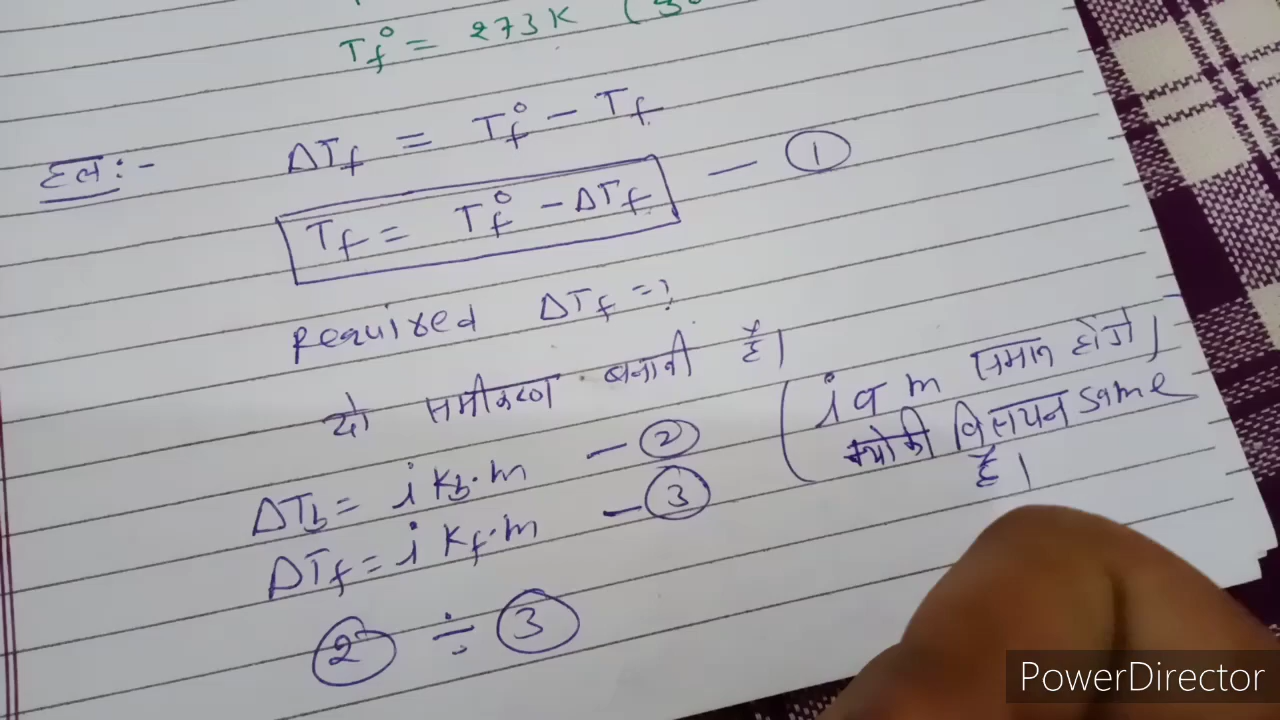 Tf° = 273 K (
हल :- ΔTf = Tf° - Tf
Tf = Tf° - ΔTf — ①
Required ΔTf = ?
दो समीकरण बनानी है।
ΔTb = i Kb.m — ②
ΔTf = i Kf.m — ③
(i व m समान होंगे।
क्योकी विलयन same
है।
② ÷ ③
PowerDirector